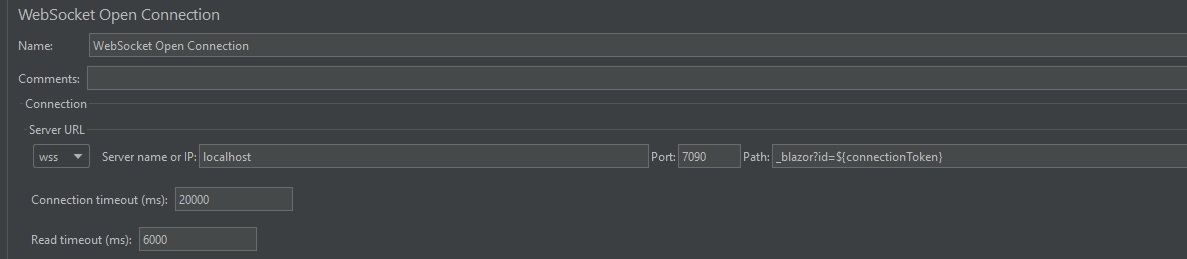 WebSocket Open Connection
Name: WebSocket Open Connection
Comments:
Connection
Server URL
wss Server name or IP: localhost Port: 7090 Path: _blazor?id=${connectionToken}
Connection timeout (ms): 20000
Read timeout (ms): 6000